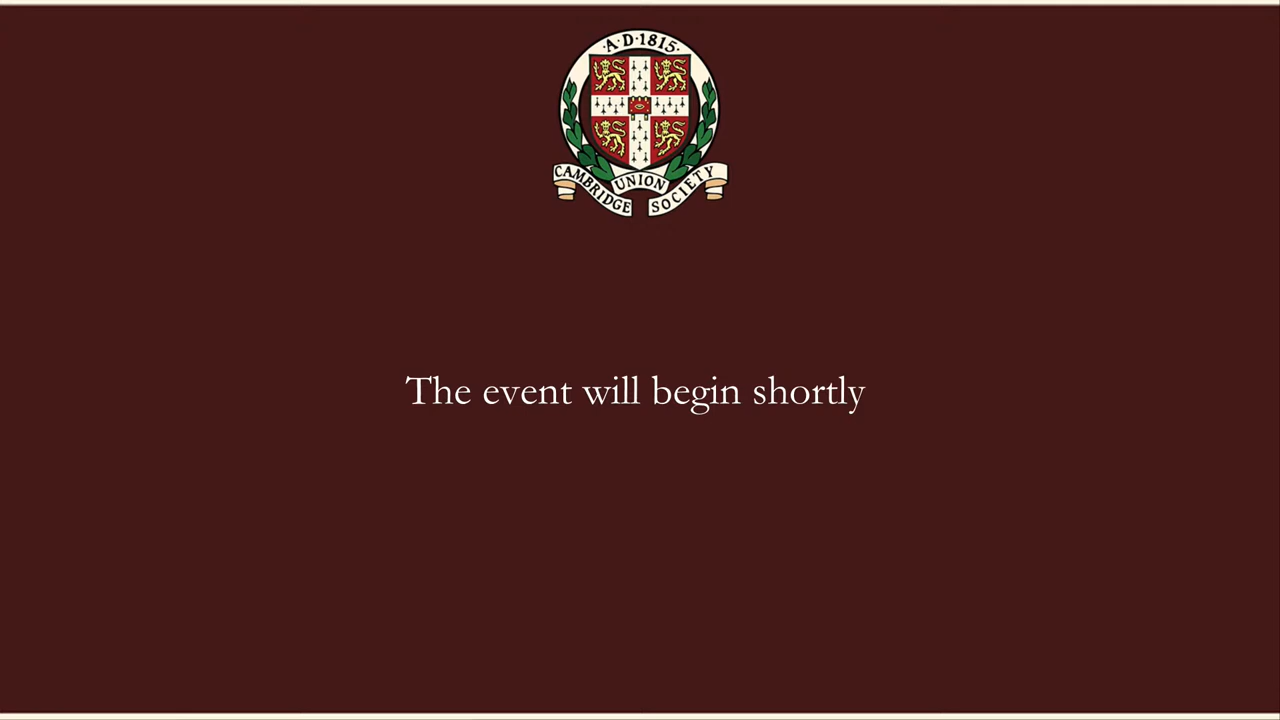 ·A·D·1815·
CAMBRIDGE UNION SOCIETY
The event will begin shortly